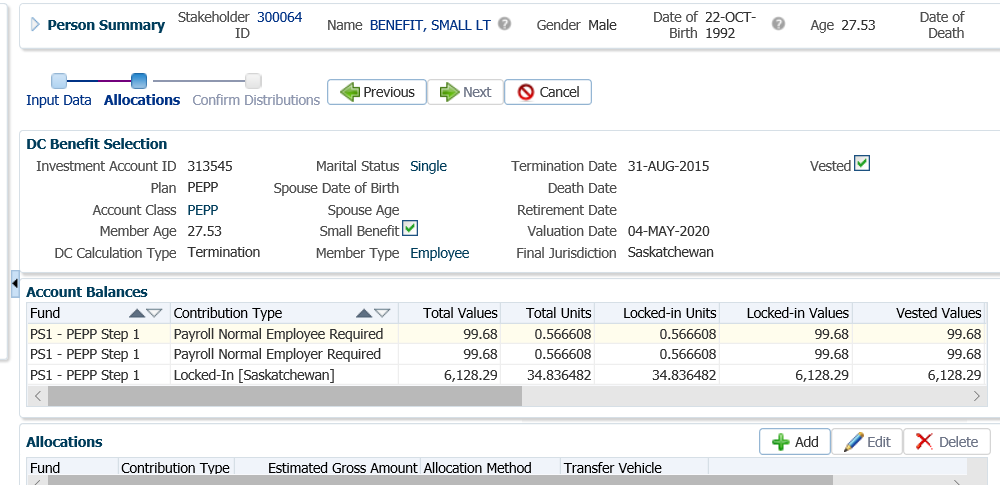 Person Summary Stakeholder ID 300064 Name BENEFIT, SMALL LT Gender Male Date of Birth 22-OCT-1992 Age 27.53 Date of Death
Input Data Allocations Confirm Distributions Previous Next Cancel
DC Benefit Selection
Investment Account ID 313545 Marital Status Single Termination Date 31-AUG-2015 Vested
Plan PEPP Spouse Date of Birth Death Date
Account Class PEPP Spouse Age Retirement Date
Member Age 27.53 Small Benefit Valuation Date 04-MAY-2020
DC Calculation Type Termination Member Type Employee Final Jurisdiction Saskatchewan
Account Balances
Fund Contribution Type Total Values Total Units Locked-in Units Locked-in Values Vested Values
PS1 - PEPP Step 1 Payroll Normal Employee Required 99.68 0.566608 0.566608 99.68 99.68
PS1 - PEPP Step 1 Payroll Normal Employer Required 99.68 0.566608 0.566608 99.68 99.68
PS1 - PEPP Step 1 Locked-In [Saskatchewan] 6,128.29 34.836482 34.836482 6,128.29 6,128.29
Allocations Add Edit Delete
Fund Contribution Type Estimated Gross Amount Allocation Method Transfer Vehicle